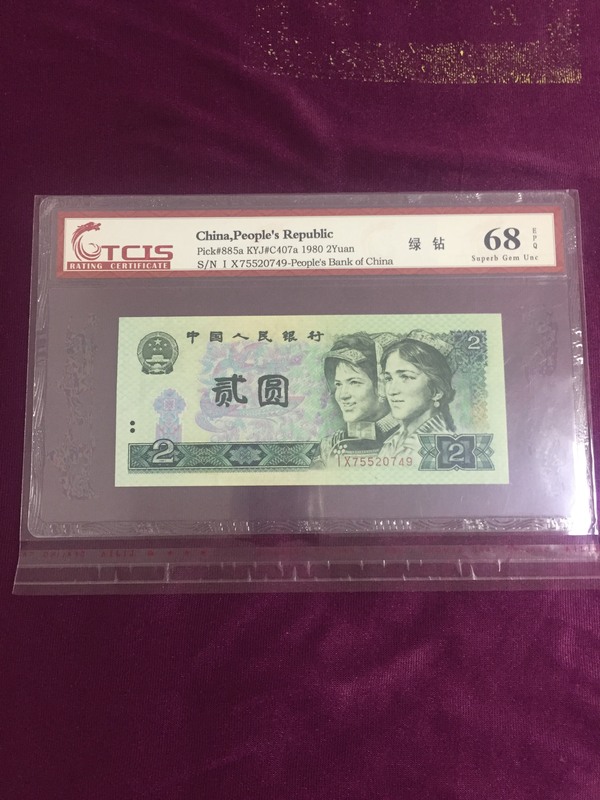 TCIS
RATING CERTIFICATE
China,People's Republic
Pick#885a KYJ#C407a 1980 2Yuan
S/N I X75520749-People's Bank of China
绿 钻
68 EPQ
Superb Gem Unc
中国人民银行
2
贰圆
2
2
IX75520749